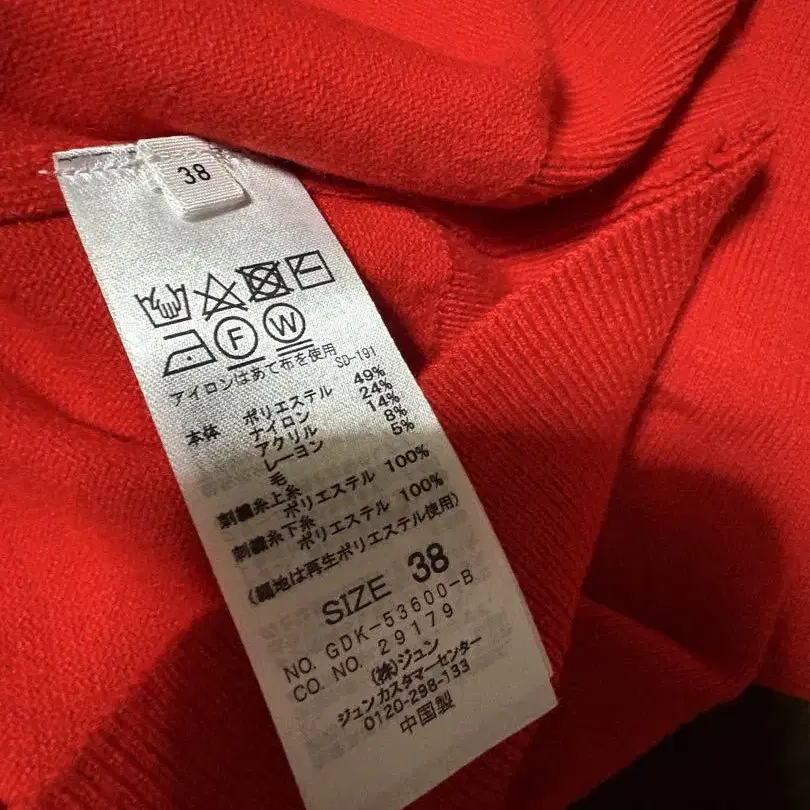 38
F W
アイロンはあて布を使用 SD-191
本体 ポリエステル 49%
ナイロン 24%
アクリル 14%
レーヨン 8%
毛 5%
刺繍糸上糸
ポリエステル 100%
刺繍糸下糸
ポリエステル 100%
(編地は再生ポリエステル使用)
SIZE 38
NO. GDK-53600-B
CO. NO. 29179
(株)ジュン
ジュンカスタマーセンター
0120-298-133
中国製